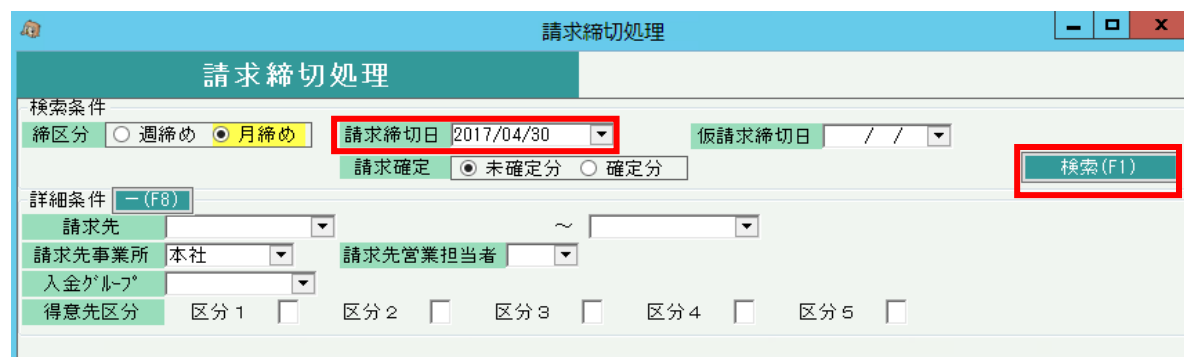 請求締切処理
請求締切処理
検索条件
締区分 週締め 月締め 請求締切日 2017/04/30 仮請求締切日 / /
請求確定 未確定分 確定分 検索(F1)
詳細条件 －(F8)
請求先 ～
請求先事業所 本社 請求先営業担当者
入金ｸﾞﾙｰﾌﾟ
得意先区分 区分1 区分2 区分3 区分4 区分5